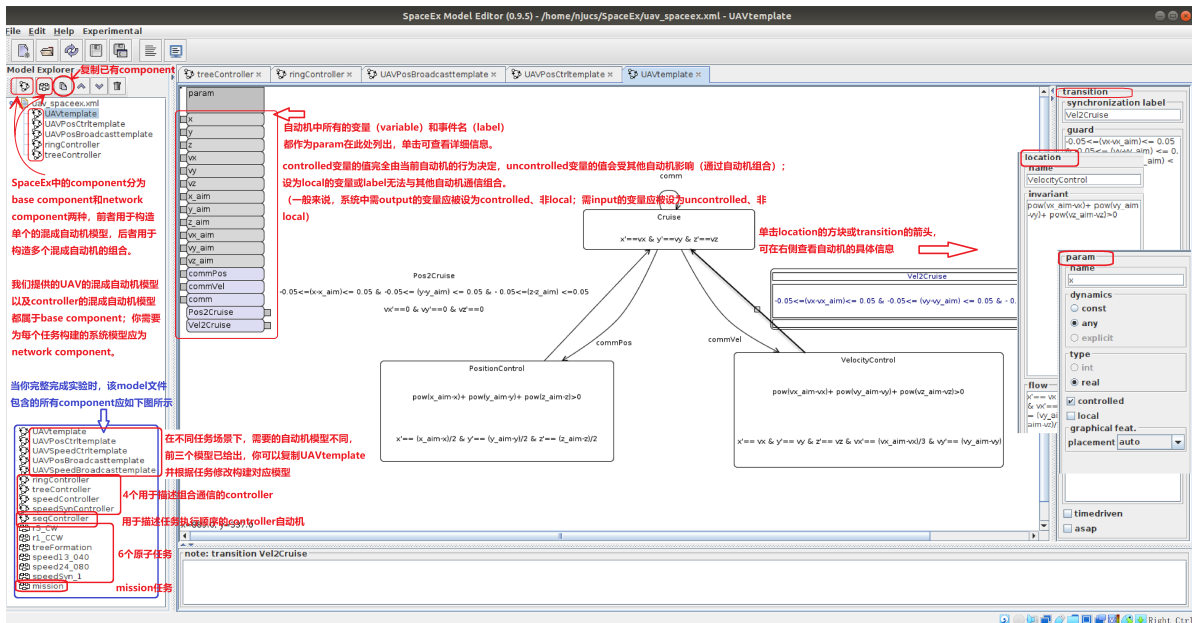 SpaceEx Model Editor (0.9.5) - /home/njucs/SpaceEx/uav_spaceex.xml - UAVtemplate
File Edit Help Experimental
Model Explorer
复制已有component
uav_spaceex.xml
UAVtemplate
UAVPosCtrltemplate
UAVPosBroadcasttemplate
ringController
treeController
SpaceEx中的component分为
base component和network
component两种，前者用于构造
单个的混成自动机模型，后者用于
构造多个混成自动机的组合。
我们提供的UAV的混成自动机模型
以及controller的混成自动机模型
都属于base component；你需要
为每个任务构建的系统模型应为
network component。
当你完整完成实验时，该model文件
包含的所有component应如下图所示
UAVtemplate
UAVPosCtrltemplate
UAVSpeedCtrltemplate
UAVPosBroadcasttemplate
UAVSpeedBroadcasttemplate
ringController
treeController
speedController
speedSynController
seqController
r5_CW
r1_CCW
treeFormation
speed13_040
speed24_080
speedSyn_1
mission
在不同任务场景下，需要的自动机模型不同，
前三个模型已给出，你可以复制UAVtemplate
并根据任务修改构建对应模型
4个用于描述组合通信的controller
用于描述任务执行顺序的controller自动机
6个原子任务
mission任务
treeController
ringController
UAVPosBroadcasttemplate
UAVPosCtrltemplate
UAVtemplate
param
x
y
z
vx
vy
vz
x_aim
y_aim
z_aim
vx_aim
vy_aim
vz_aim
commPos
commVel
comm
Pos2Cruise
Vel2Cruise
自动机中所有的变量（variable）和事件名（label）
都作为param在此处列出，单击可查看详细信息。
controlled变量的值完全由当前自动机的行为决定，uncontrolled变量的值会受其他自动机影响（通过自动机组合）；
设为local的变量或label无法与其他自动机通信组合。
（一般来说，系统中需output的变量应被设为controlled、非local；需input的变量应被设为uncontrolled、非
local）
comm
Cruise
x'==vx & y'==vy & z'==vz
单击location的方块或transition的箭头，
可在右侧查看自动机的具体信息
Pos2Cruise
-0.05<=(x-x_aim)<= 0.05 & -0.05<= (y-y_aim) <= 0.05 & - 0.05<=(z-z_aim) <=0.05
vx'==0 & vy'==0 & vz'==0
Vel2Cruise
-0.05<=(vx-vx_aim)<= 0.05 & -0.05<= (vy-vy_aim) <= 0.05 & - 0.
commPos
commVel
PositionControl
pow(x_aim-x)+ pow(y_aim-y)+ pow(z_aim-z)>0
x'== (x_aim-x)/2 & y'== (y_aim-y)/2 & z'== (z_aim-z)/2
VelocityControl
pow(vx_aim-vx)+ pow(vy_aim-vy)+ pow(vz_aim-vz)>0
x'== vx & y'== vy & z'== vz & vx'== (vx_aim-vx)/3 & vy'== (vy_aim-vy)
note: transition Vel2Cruise
transition
synchronization label
Vel2Cruise
guard
-0.05<=(vx-vx_aim)<= 0.05
location
name
VelocityControl
invariant
pow(vx_aim-vx)+ pow(vy_aim
-vy)+ pow(vz_aim-vz)>0
flow
x'== vx
& vx'==
param
name
x
dynamics
const
any
explicit
type
int
real
controlled
local
graphical feat.
placement auto
timedriven
asap
Right Ctrl